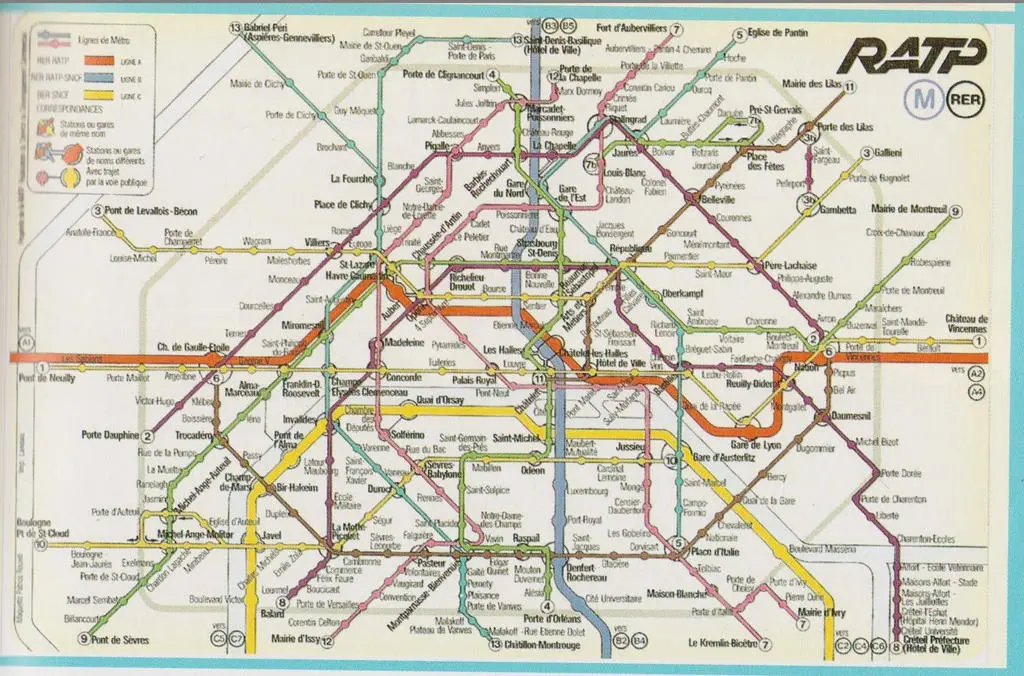 Lignes de Métro
RER RATP
LIGNE A
RER RATP-SNCF
LIGNE B
RER SNCF
LIGNE C
CORRESPONDANCES
Stations ou gares
de même nom
Stations ou gares
de noms différents
Avec trajet
par la voie publique
RATP
M
RER
13 Gabriel-Péri
(Asnières-Gennevilliers)
Mairie de Clichy
Porte de Clichy
Brochant
La Fourche
Place de Clichy
Carrefour Pleyel
Mairie de St-Ouen
Garibaldi
Porte de St-Ouen
Guy Môquet
Saint-Denis -
Porte de Paris
13 Saint-Denis-Basilique
(Hôtel de Ville)
vers
B3
B5
Porte de Clignancourt 4
Simplon
Jules Joffrin
Lamarck-Caulaincourt
Abbesses
Pigalle
Anvers
Blanche
Saint-
Georges
Notre-Dame-
de-Lorette
Porte de
la Chapelle
12
Marx Dormoy
Marcadet-
Poissonniers
Château-Rouge
La Chapelle
Barbès-
Rochechouart
Gare
du Nord
Gare
de l'Est
Fort d'Aubervilliers 7
Aubervilliers - Pantin 4 Chemins
Porte de la Villette
Corentin Cariou
Crimée
Riquet
Stalingrad
Eglise de Pantin
5
Hoche
Porte de Pantin
Ourcq
Laumière
Jaurès
Bolivar
Buttes-Chaumont
Botzaris
Danube
Pré-St-Gervais
7b
Place
des Fêtes
Jourdain
Pyrénées
Belleville
Télégraphe
Mairie des Lilas 11
Porte des Lilas
3b
Saint-
Fargeau
Pelleport
Gambetta
3 Gallieni
Porte de Bagnolet
Mairie de Montreuil 9
Croix-de-Chavaux
Robespierre
Porte de Montreuil
Maraîchers
Buzenval
Louis-Blanc
Château-
Landon
Colonel
Fabien
Jacques
Bonsergent
Goncourt
Couronnes
Ménilmontant
Père-Lachaise
Parmentier
Saint-Maur
Philippe-Auguste
Alexandre Dumas
Avron
République
Oberkampf
Strasbourg
St-Denis
Château d'Eau
Poissonnière
Cadet
Le Peletier
Chaussée-d'Antin
Trinité
Liège
Rome
Europe
Villiers
3 Pont de Levallois-Bécon
Anatole-France
Louise-Michel
Porte de
Champerret
Pereire
Wagram
Malesherbes
Monceau
Courcelles
Ternes
St-Lazare
Havre Caumartin
Saint-Augustin
Miromesnil
Saint-Philippe-
du-Roule
Auber
Opéra
4 Septembre
Richelieu
Drouot
Rue
Montmartre
Bonne
Nouvelle
Bourse
Sentier
Réaumur
Sébastopol
Arts et
Métiers
Temple
Filles
Calvaire
Rambuteau
St-Sébastien
Froissart
Richard
Lenoir
Saint
Ambroise
Voltaire
Charonne
Boulets
Montreuil
Saint-Mandé-
Tourelle
Château de
Vincennes
1
Porte de
Vincennes
Bérault
Nation
Picpus
Bel Air
Daumesnil
vers
A1
Les Sablons
1
Pont de Neuilly
Porte Maillot
Argentine
Ch. de Gaulle-Etoile
George V
Franklin-D.
Roosevelt
Champs
Elysées Clemenceau
Concorde
Madeleine
Tuileries
Palais Royal
Louvre
Pont-Neuf
Etienne Marcel
Les Halles
Châtelet-les Halles
Châtelet
Hôtel de Ville
Pont Marie
Sully-Morland
Cité
Bréguet-Sabin
Faidherbe-Chaligny
Ledru-Rollin
Reuilly-Diderot
Quai de la Rapée
Montgallet
Gare de Lyon
vers
A2
A4
Victor-Hugo
Kléber
Boissière
Porte Dauphine 2
Trocadéro
Iéna
Alma
Marceau
Pont de
l'Alma
Invalides
Chambre
des
Députés
Quai d'Orsay
Solférino
Varenne
Rue du Bac
Saint-Germain-
des-Prés
Saint-Michel
Maubert-
Mutualité
Cardinal
Lemoine
Jussieu
Gare d'Austerlitz
Rue de la Pompe
La Muette
Ranelagh
Jasmin
Passy
Michel-Ange-Auteuil
Champ-
de-Mars
Bir-Hakeim
Dupleix
Latour
Maubourg
Ecole
Militaire
Saint-
François
Xavier
Duroc
Vaneau
Sèvres-
Babylone
Mabillon
Odéon
Rennes
Saint-Sulpice
Saint-Placide
Notre-Dame-
des-Champs
Luxembourg
Port-Royal
Monge
Censier-
Daubenton
Saint-Marcel
Campo-
Formio
Les Gobelins
Bercy
Quai de la Gare
Chevaleret
Nationale
Dugommier
Michel Bizot
Porte Dorée
Porte de Charenton
Liberté
Charenton-Ecoles
Boulogne
Pt de St-Cloud
10
Boulogne
Jean-Jaurès
Porte d'Auteuil
Eglise d'Auteuil
Michel-Ange-Molitor
Exelmans
Porte de St-Cloud
Marcel Sembat
Billancourt
9 Pont de Sèvres
Chardon Lagache
Mirabeau
Javel
Charles Michels
Emile Zola
La Motte-
Picquet
Ségur
Cambronne
Sèvres-
Lecourbe
Commerce
Félix Faure
Boucicaut
Lourmel
8
Balard
Boulevard Victor
vers
C5
C7
Porte de Versailles
Corentin Celton
Mairie d'Issy 12
Falguière
Pasteur
Volontaires
Vaugirard
Convention
Montparnasse-Bienvenüe
Vavin
Edgar
Quinet
Gaîté
Pernety
Plaisance
Porte de Vanves
Malakoff
Plateau de Vanves
Malakoff - Rue Etienne Dolet
13 Châtillon-Montrouge
Raspail
Mouton
Duvernet
Alésia
4
Porte d'Orléans
Denfert
Rochereau
Saint-
Jacques
Glacière
Corvisart
Cité Universitaire
vers
B2
B4
5
Place d'Italie
Tolbiac
Maison-Blanche
Porte d'Italie
Le Kremlin-Bicêtre 7
Porte de
Choisy
Porte d'Ivry
Pierre Curie
Mairie d'Ivry
7
Boulevard Masséna
vers
C2
C4
C6
Alfort - Ecole Vétérinaire
Maisons-Alfort - Stade
Maisons-Alfort -
Les Juilliottes
Créteil-l'Echat
(Hôpital Henri Mondor)
Créteil Université
8 Créteil Préfecture
(Hôtel de Ville)